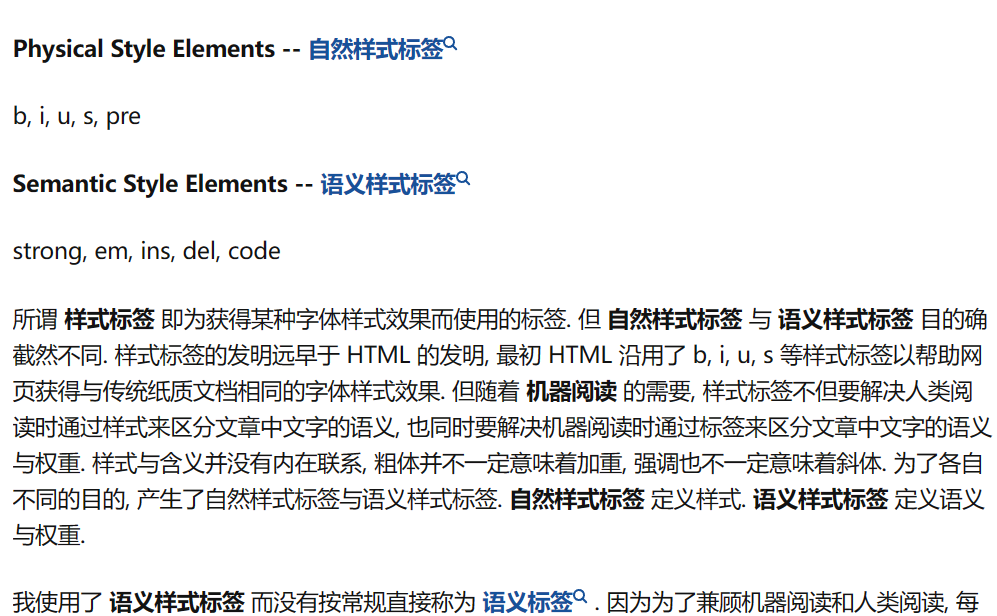 Physical Style Elements -- 自然样式标签
b, i, u, s, pre
Semantic Style Elements -- 语义样式标签
strong, em, ins, del, code
所谓 样式标签 即为获得某种字体样式效果而使用的标签. 但 自然样式标签 与 语义样式标签 目的确
截然不同. 样式标签的发明远早于 HTML 的发明, 最初 HTML 沿用了 b, i, u, s 等样式标签以帮助网
页获得与传统纸质文档相同的字体样式效果. 但随着 机器阅读 的需要, 样式标签不但要解决人类阅
读时通过样式来区分文章中文字的语义, 也同时要解决机器阅读时通过标签来区分文章中文字的语义
与权重. 样式与含义并没有内在联系, 粗体并不一定意味着加重, 强调也不一定意味着斜体. 为了各自
不同的目的, 产生了自然样式标签与语义样式标签. 自然样式标签 定义样式. 语义样式标签 定义语义
与权重.
我使用了 语义样式标签 而没有按常规直接称为 语义标签 . 因为为了兼顾机器阅读和人类阅读, 每